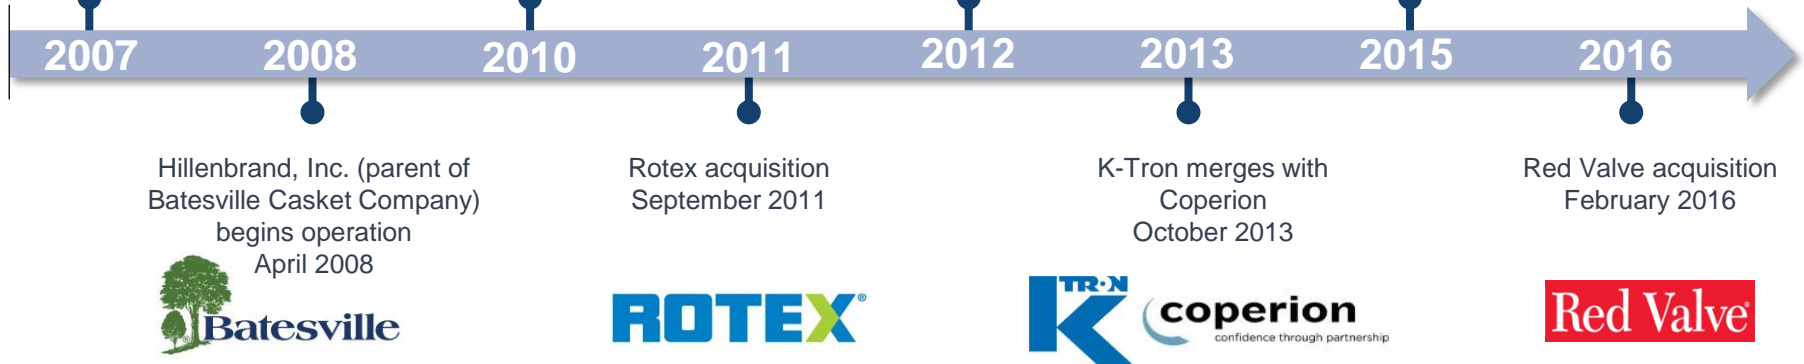 2007 2008 2010 2011 2012 2013 2015 2016
Hillenbrand, Inc. (parent of
Batesville Casket Company)
begins operation
April 2008
Batesville
Rotex acquisition
September 2011
ROTEX®
K-Tron merges with
Coperion
October 2013
K-TRON
coperion
confidence through partnership
Red Valve acquisition
February 2016
Red Valve®